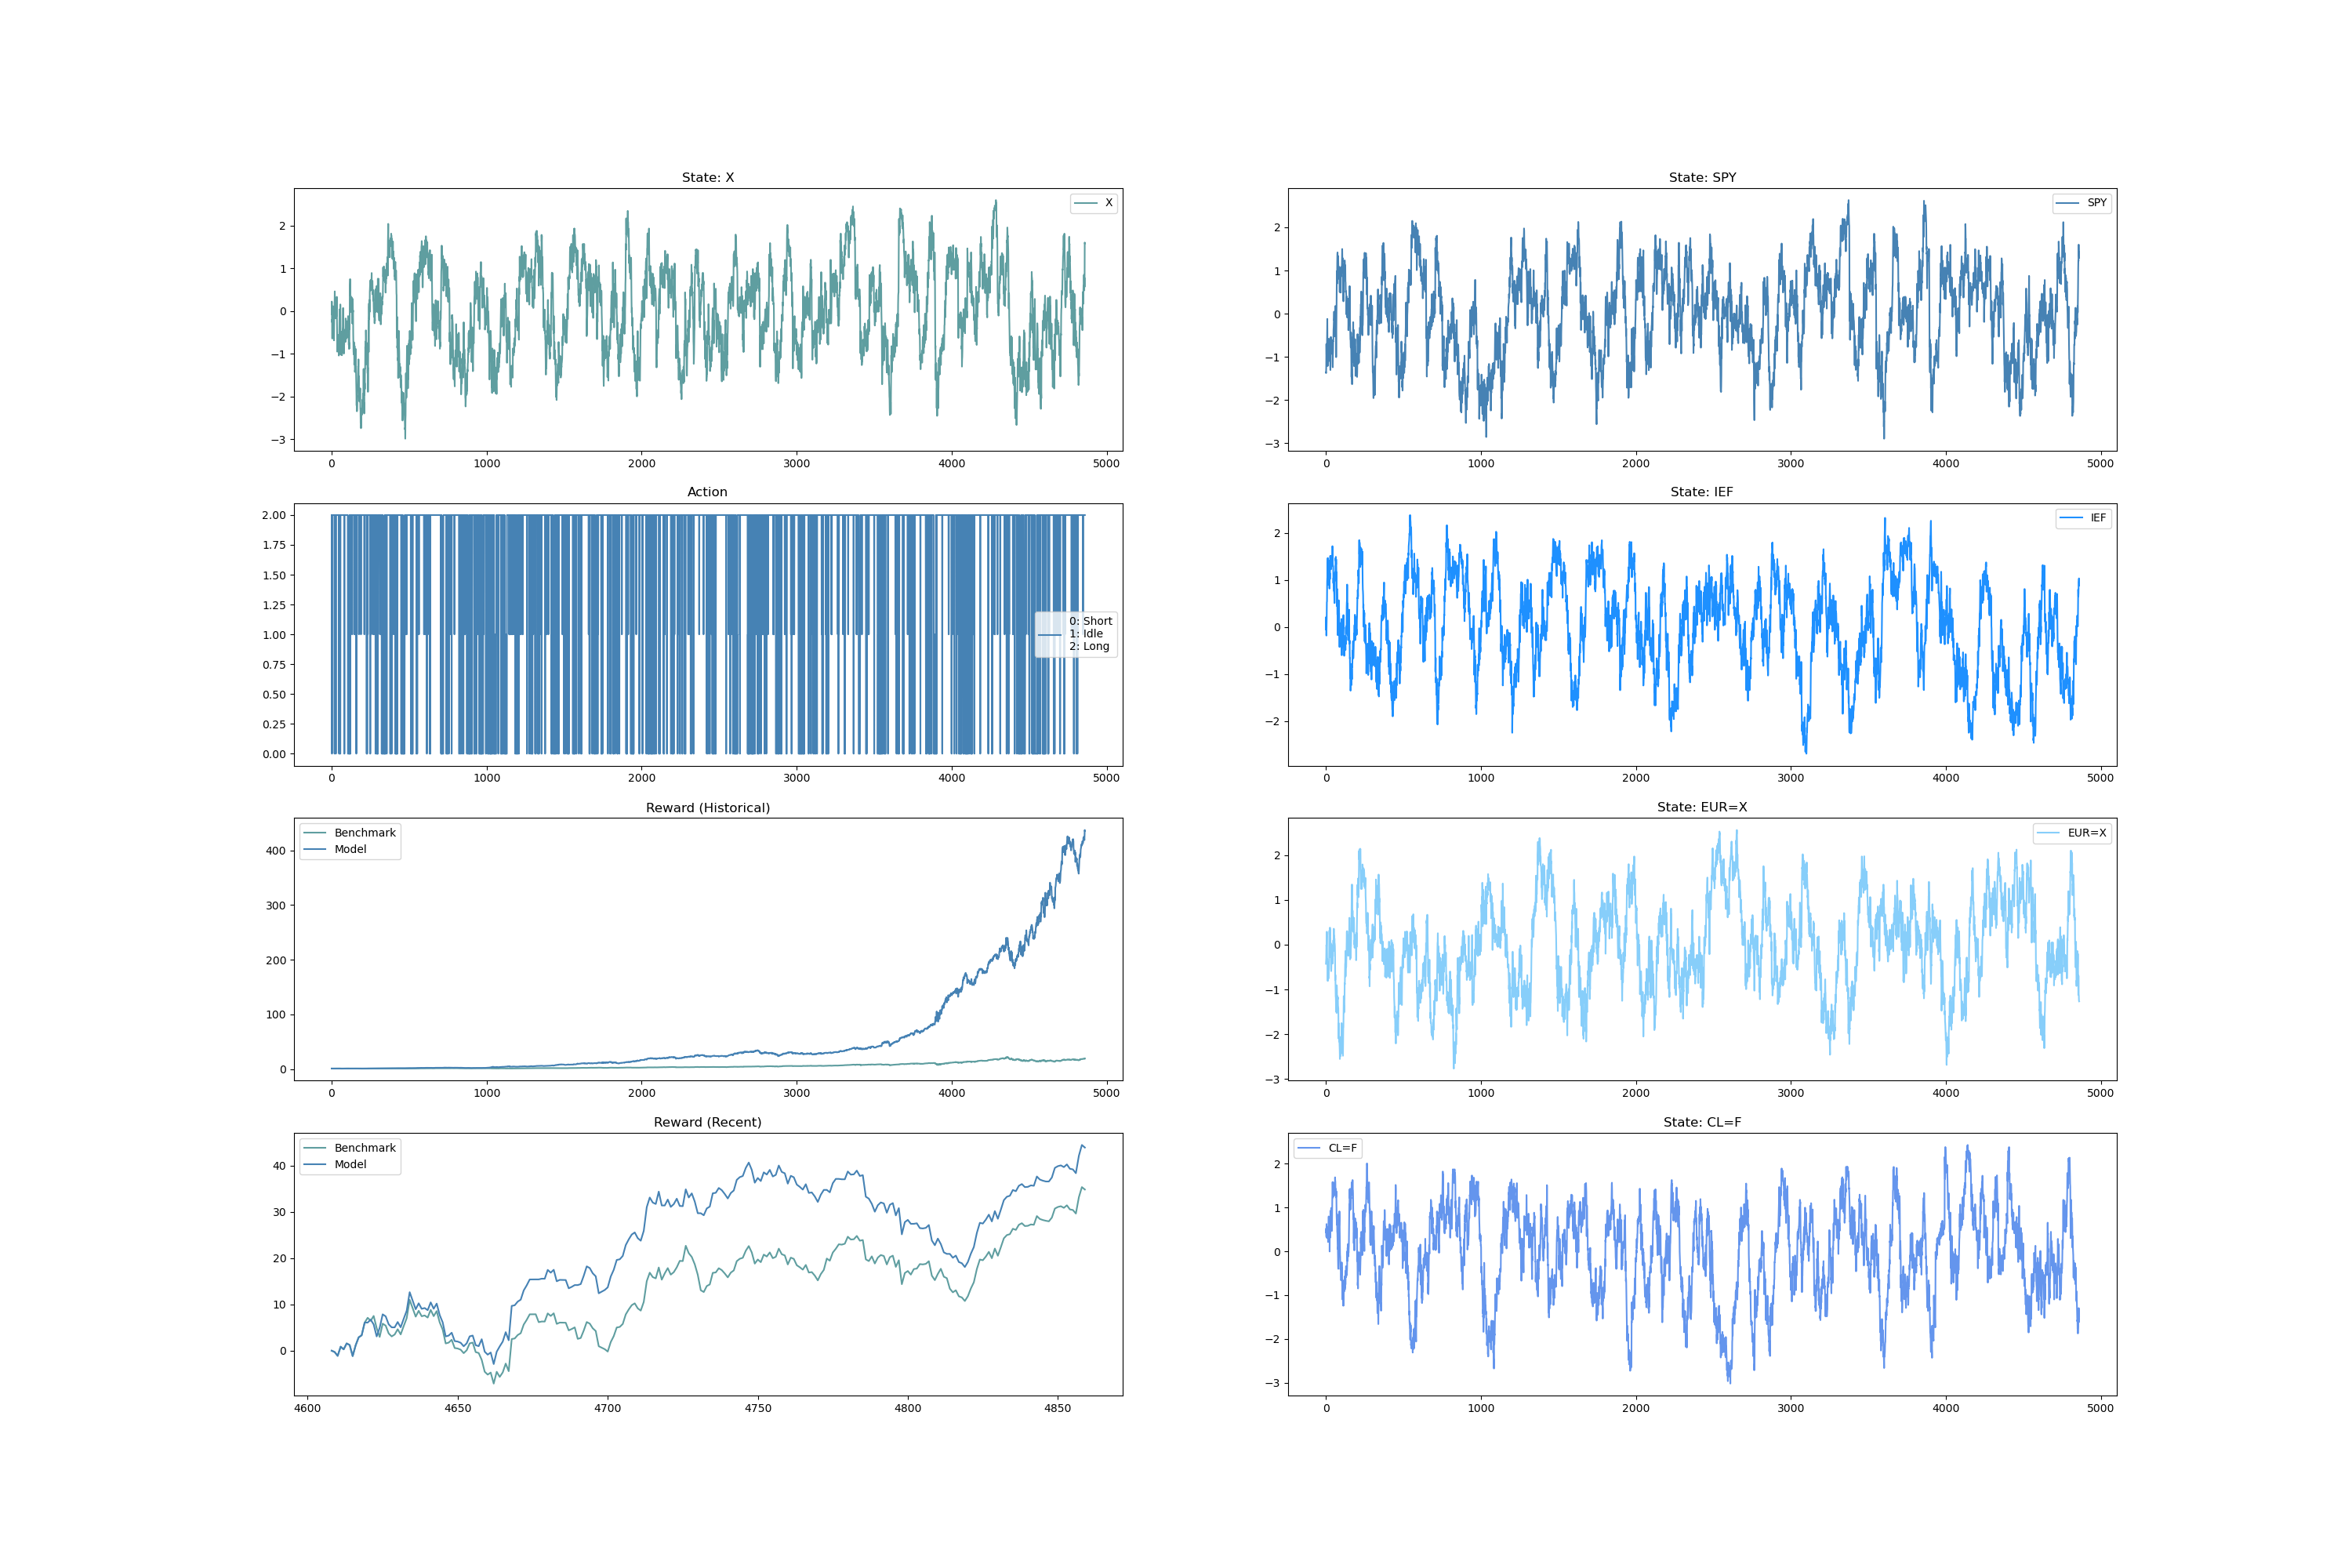 State: X
X
2
1
0
−1
−2
−3
0 1000 2000 3000 4000 5000
State: SPY
SPY
2
1
0
−1
−2
−3
0 1000 2000 3000 4000 5000
Action
2.00
1.75
1.50
1.25
1.00
0.75
0.50
0.25
0.00
0: Short
1: Idle
2: Long
0 1000 2000 3000 4000 5000
State: IEF
IEF
2
1
0
−1
−2
0 1000 2000 3000 4000 5000
Reward (Historical)
Benchmark
Model
400
300
200
100
0
0 1000 2000 3000 4000 5000
State: EUR=X
EUR=X
2
1
0
−1
−2
−3
0 1000 2000 3000 4000 5000
Reward (Recent)
Benchmark
Model
40
30
20
10
0
4600 4650 4700 4750 4800 4850
State: CL=F
CL=F
2
1
0
−1
−2
−3
0 1000 2000 3000 4000 5000